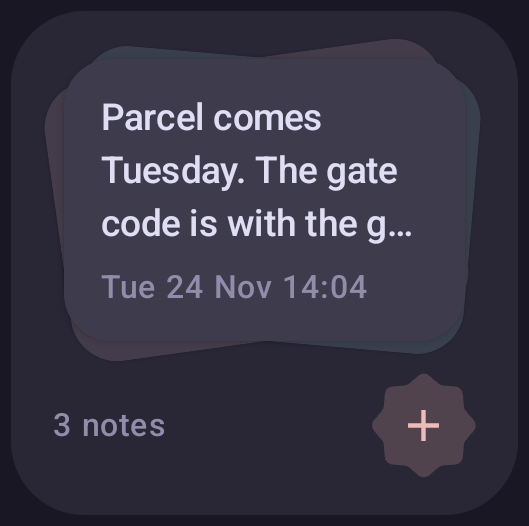 Parcel comes
Tuesday. The gate
code is with the g…
Tue 24 Nov 14:04
3 notes
+